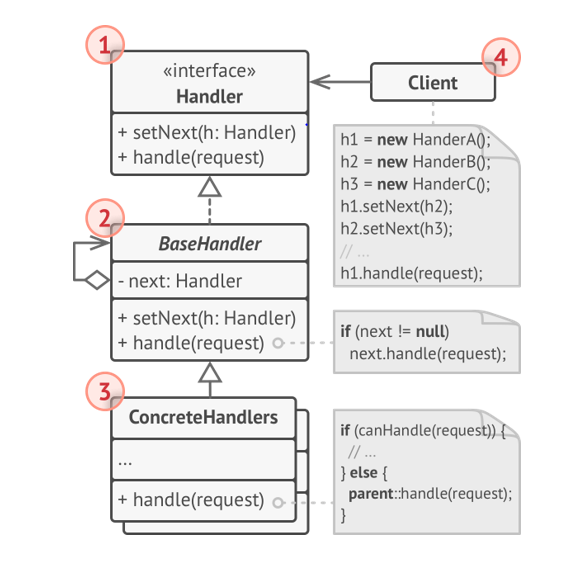 1
«interface»
Handler
+ setNext(h: Handler)
+ handle(request)
4
Client
h1 = new HanderA();
h2 = new HanderB();
h3 = new HanderC();
h1.setNext(h2);
h2.setNext(h3);
// ...
h1.handle(request);
2
BaseHandler
- next: Handler
+ setNext(h: Handler)
+ handle(request)
if (next != null)
next.handle(request);
3
ConcreteHandlers
...
+ handle(request)
if (canHandle(request)) {
// ...
} else {
parent::handle(request);
}